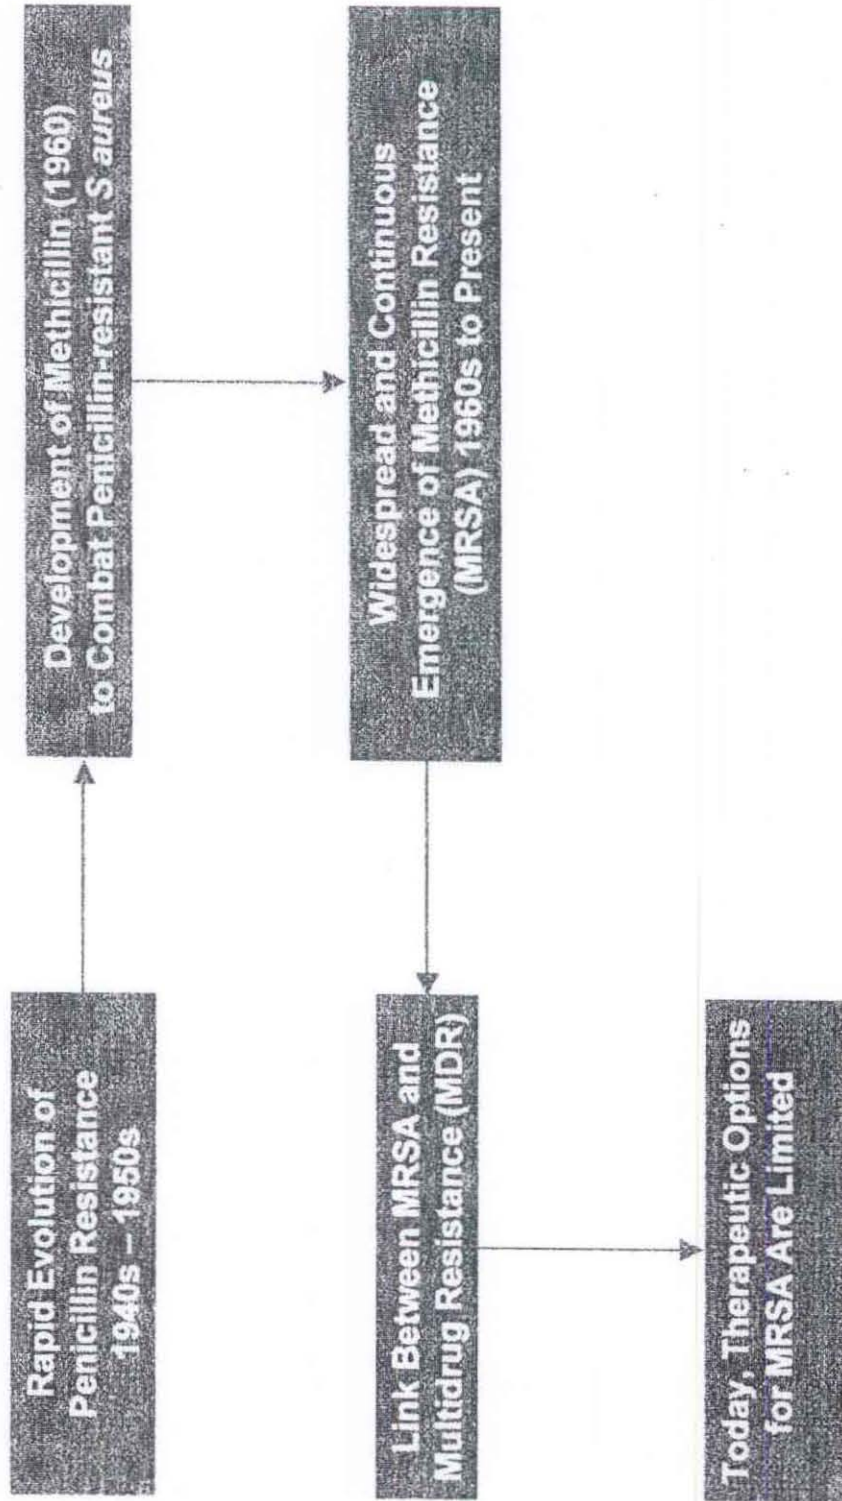 Rapid Evolution of
Penicillin Resistance
1940s – 1950s
Development of Methicillin (1960)
to Combat Penicillin-resistant S aureus
Widespread and Continuous
Emergence of Methicillin Resistance
(MRSA) 1960s to Present
Link Between MRSA and
Multidrug Resistance (MDR)
Today, Therapeutic Options
for MRSA Are Limited